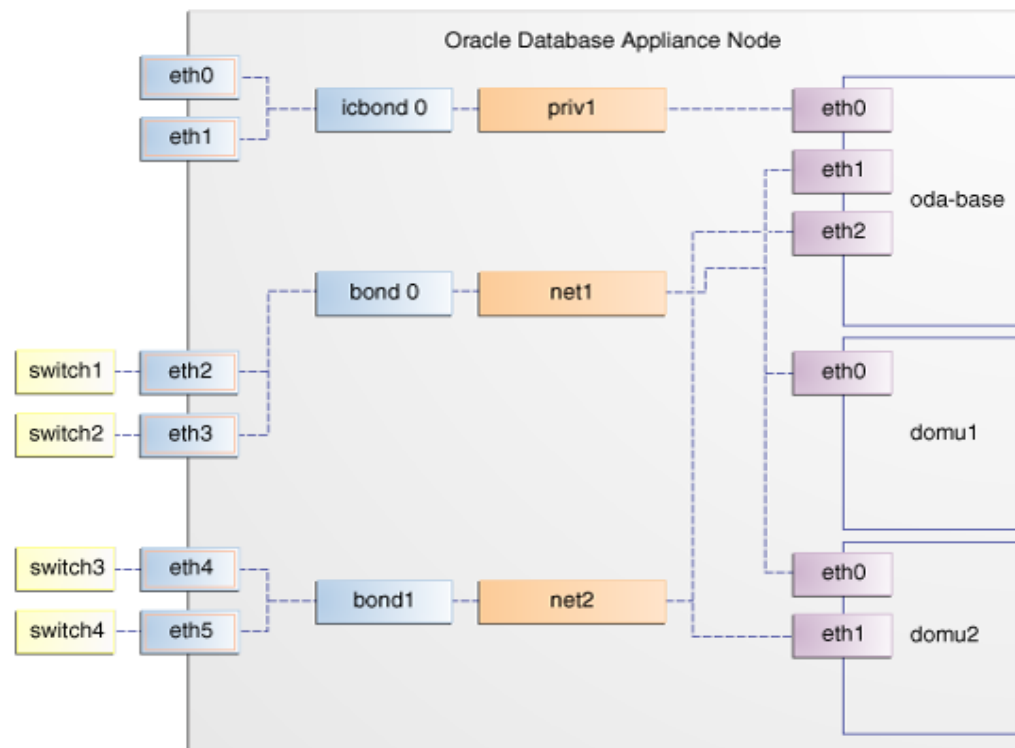 Oracle Database Appliance Node
eth0
icbond 0
priv1
eth0
eth1
eth1
oda-base
eth2
bond 0
net1
switch1
eth2
eth0
switch2
eth3
domu1
switch3
eth4
eth0
bond1
net2
switch4
eth5
eth1
domu2